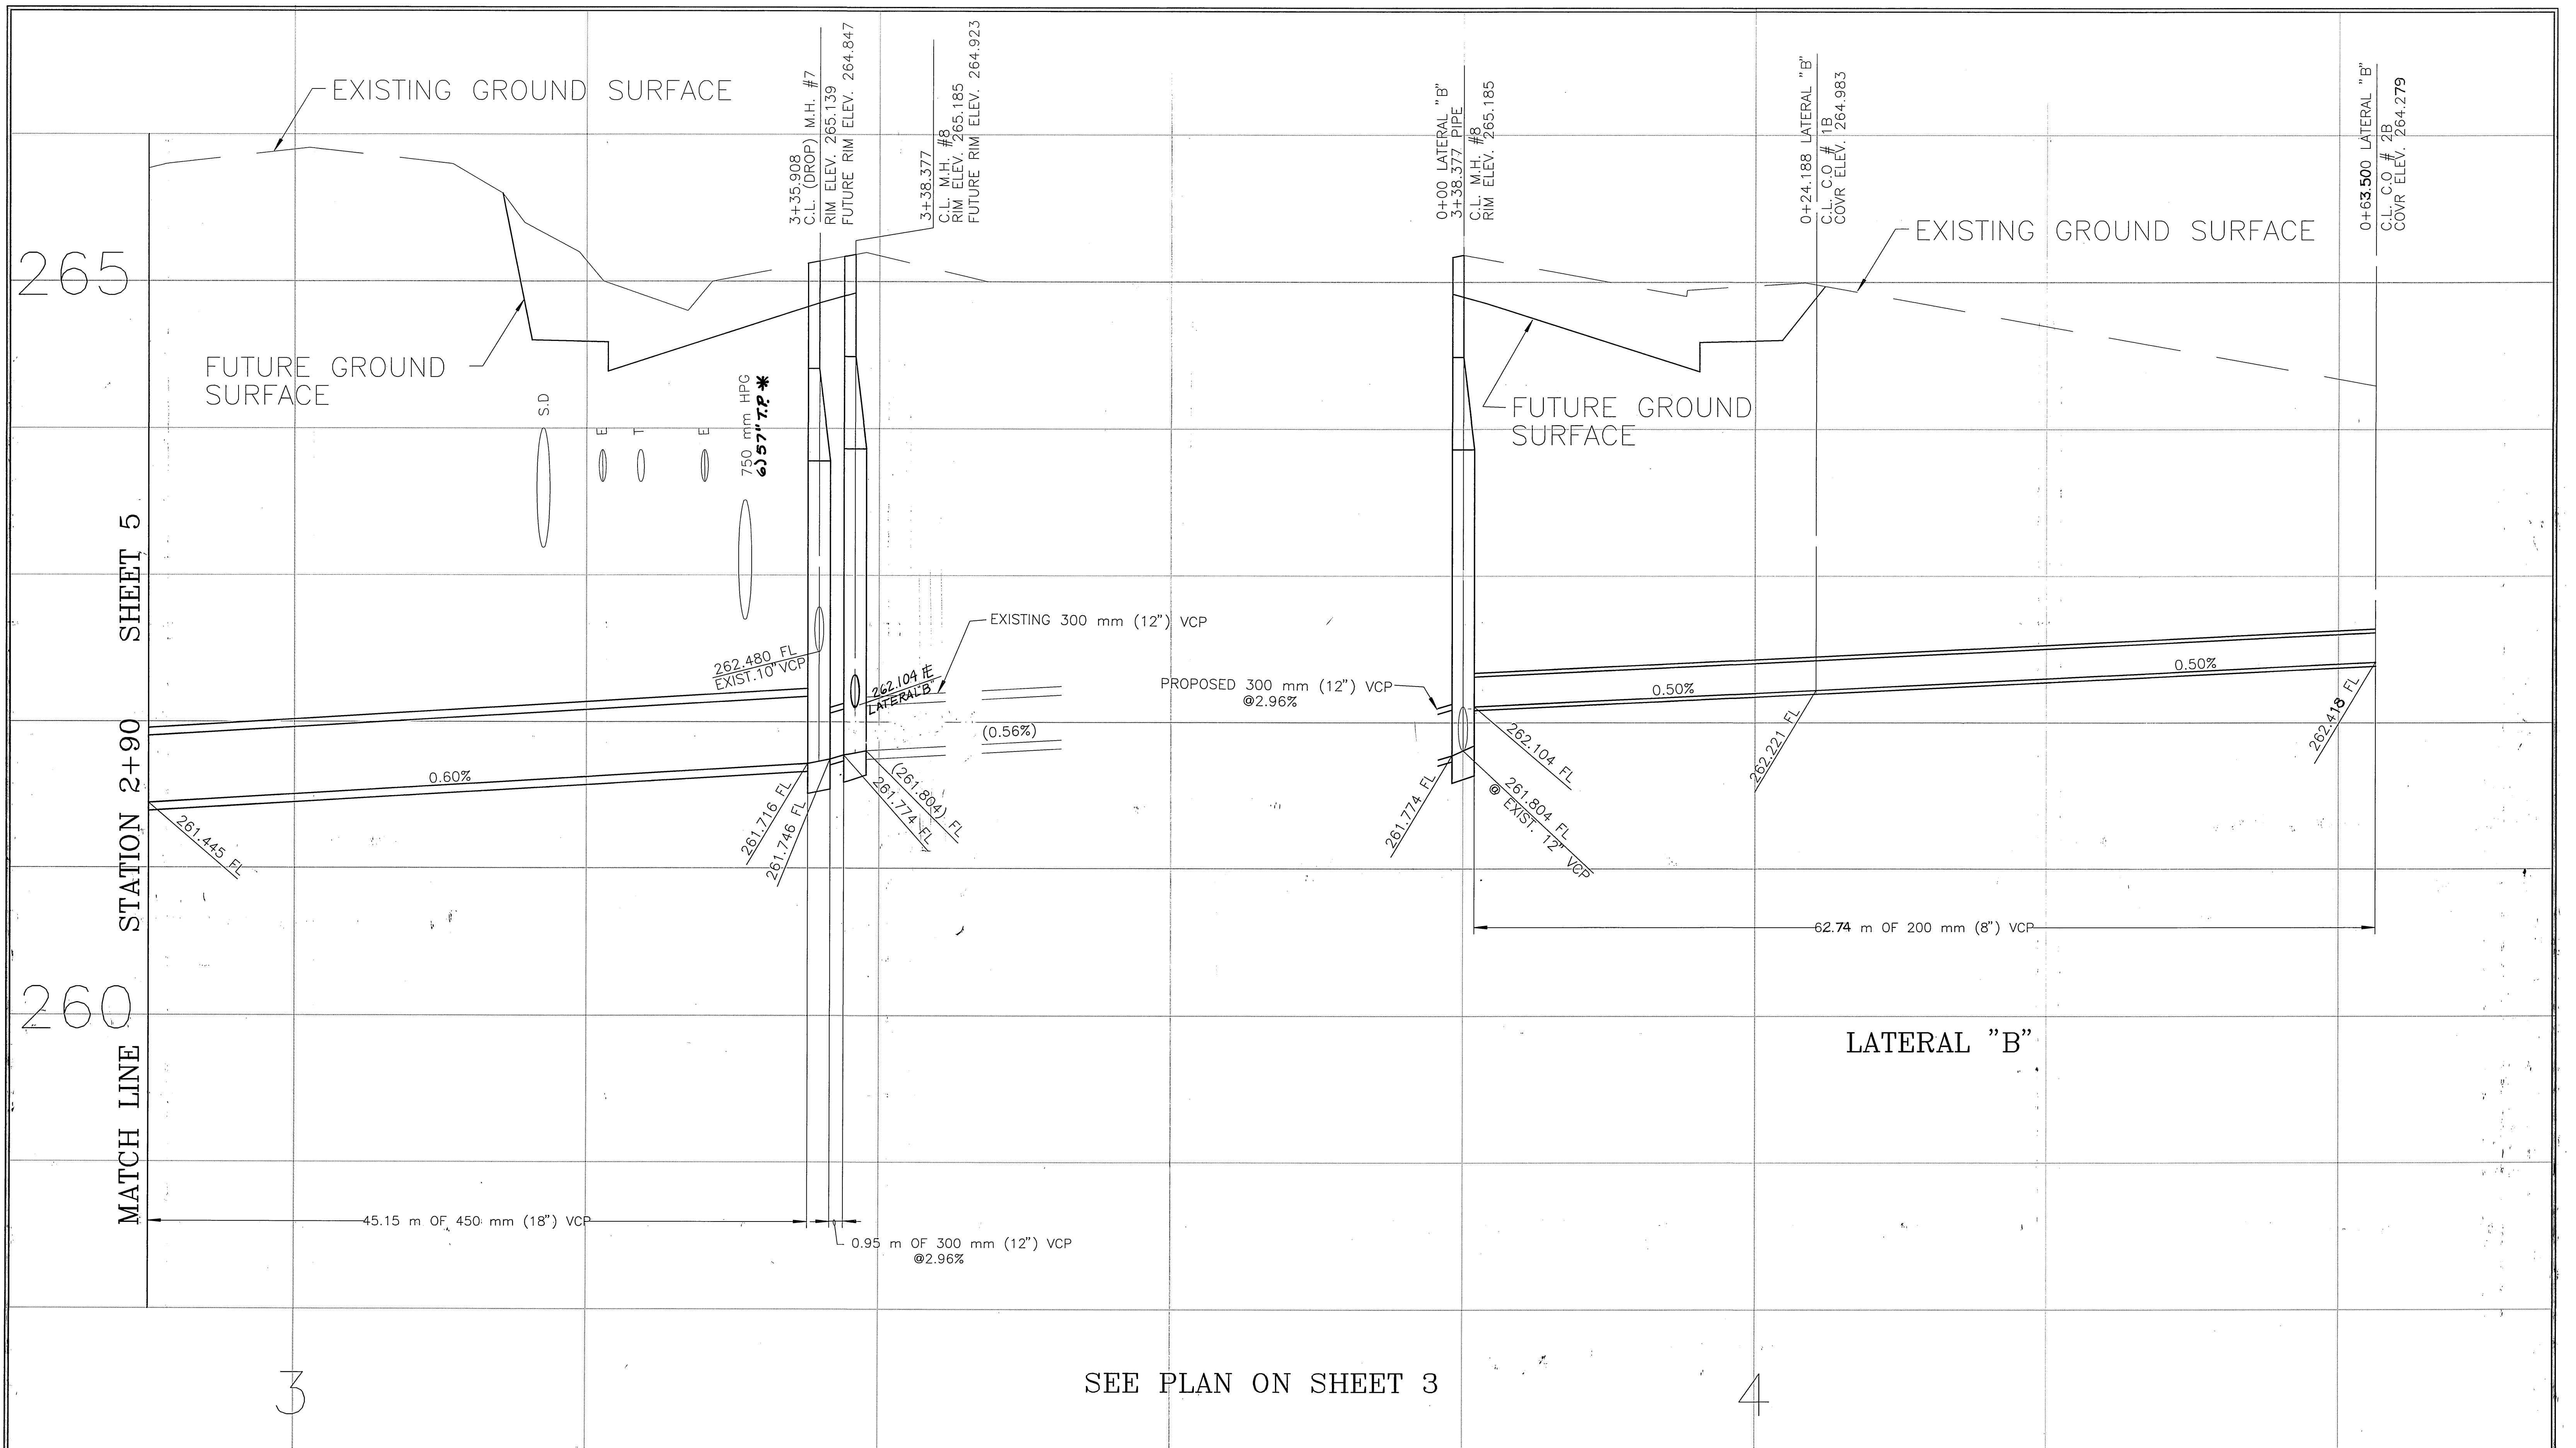 EXISTING GROUND SURFACE
3+35.908
C.L. (DROP) M.H. #7
RIM ELEV. 265.139
FUTURE RIM ELEV. 264.847
3+38.377
C.L. M.H. #8
RIM ELEV. 265.185
FUTURE RIM ELEV. 264.923
0+00 LATERAL "B"
3+38.377 PIPE
C.L. M.H. #8
RIM ELEV. 265.185
0+24.188 LATERAL "B"
C.L. C.O # 1B
COVR ELEV. 264.983
0+63.500 LATERAL "B"
C.L. C.O # 2B
COVR ELEV. 264.279
EXISTING GROUND SURFACE
265
FUTURE GROUND
SURFACE
S.D
E
T
E
750 mm HPG
6) 57" T.P. *
FUTURE GROUND
SURFACE
MATCH LINE STATION 2+90 SHEET 5
EXISTING 300 mm (12") VCP
262.480 FL
EXIST. 10" VCP
262.104 FL
LATERAL "B"
(0.56%)
PROPOSED 300 mm (12") VCP
@2.96%
0.50%
0.50%
0.60%
261.445 FL
261.716 FL
261.746 FL
(261.804) FL
261.774 FL
261.774 FL
262.104 FL
261.804 FL
@ EXIST. 12" VCP
262.221 FL
262.418 FL
62.74 m OF 200 mm (8") VCP
260
LATERAL "B"
45.15 m OF 450 mm (18") VCP
0.95 m OF 300 mm (12") VCP
@2.96%
3
SEE PLAN ON SHEET 3
4